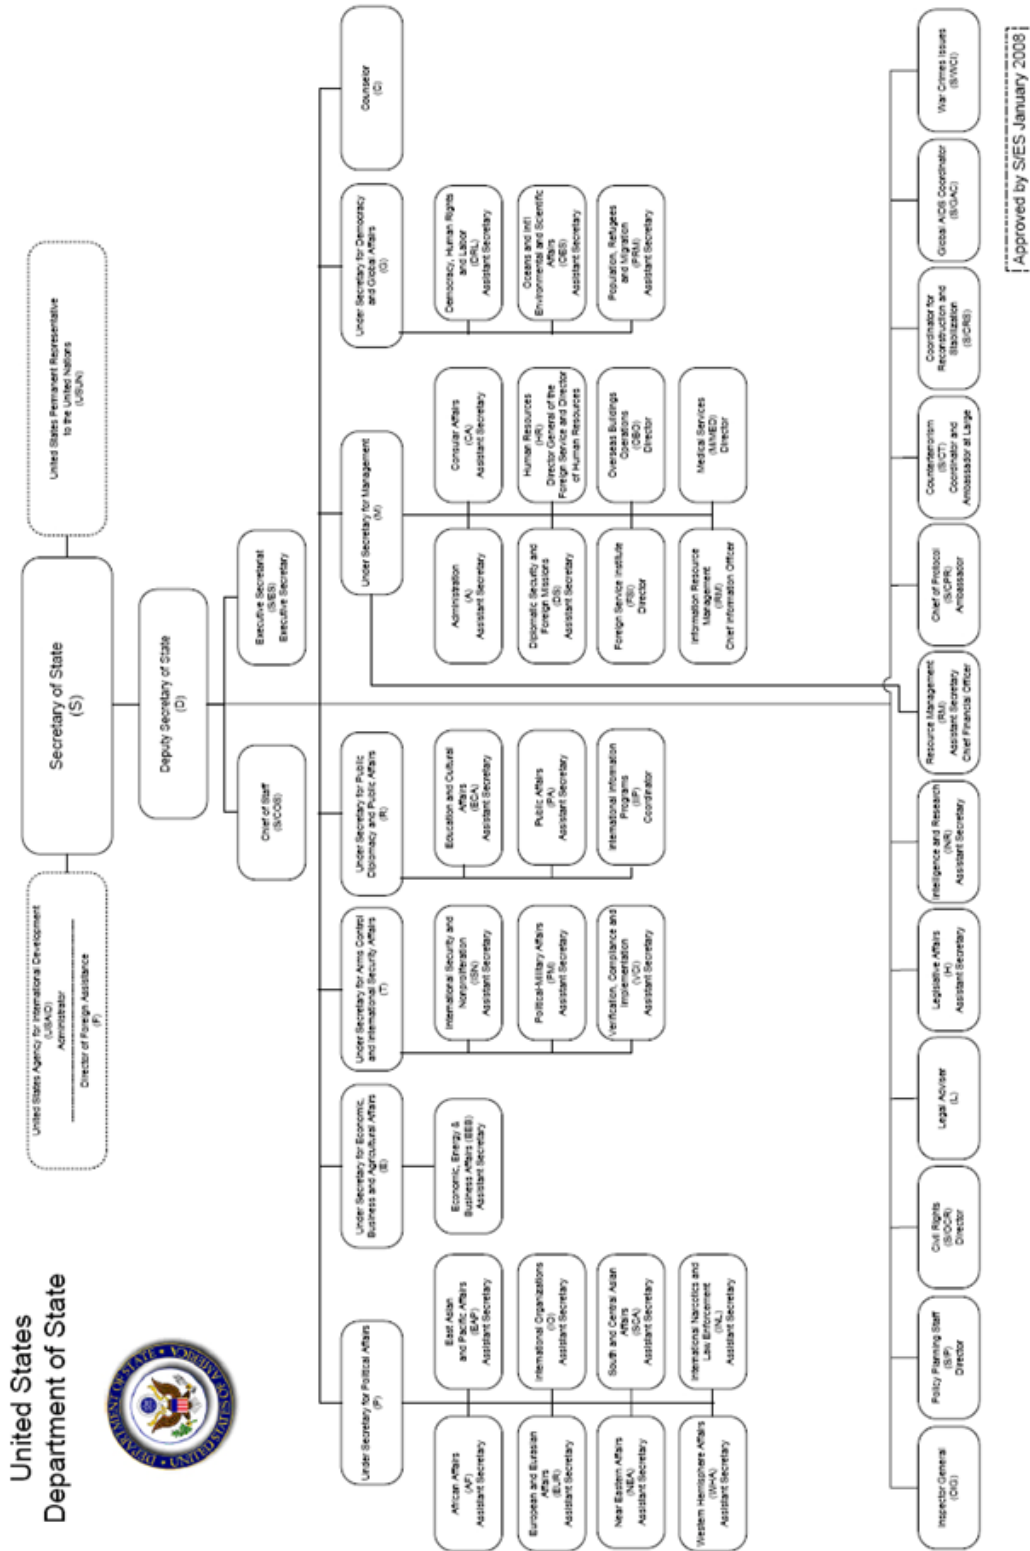 United States
Department of State
DEPARTMENT OF STATE • UNITED STATES OF AMERICA •
United States Agency for International Development
(USAID)
Administrator
Director of Foreign Assistance
(F)
Secretary of State
(S)
United States Permanent Representative
to the United Nations
(USUN)
Deputy Secretary of State
(D)
Chief of Staff
(S/COS)
Executive Secretariat
(S/ES)
Executive Secretary
Under Secretary for Political Affairs
(P)
Under Secretary for Economic,
Business and Agricultural Affairs
(E)
Under Secretary for Arms Control
and International Security Affairs
(T)
Under Secretary for Public
Diplomacy and Public Affairs
(R)
Under Secretary for Management
(M)
Under Secretary for Democracy
and Global Affairs
(G)
Counselor
(C)
African Affairs
(AF)
Assistant Secretary
East Asian
and Pacific Affairs
(EAP)
Assistant Secretary
European and Eurasian
Affairs
(EUR)
Assistant Secretary
International Organizations
(IO)
Assistant Secretary
Near Eastern Affairs
(NEA)
Assistant Secretary
South and Central Asian
Affairs
(SCA)
Assistant Secretary
Western Hemisphere Affairs
(WHA)
Assistant Secretary
International Narcotics and
Law Enforcement
(INL)
Assistant Secretary
Economic, Energy &
Business Affairs (EEB)
Assistant Secretary
International Security and
Nonproliferation
(ISN)
Assistant Secretary
Political-Military Affairs
(PM)
Assistant Secretary
Verification, Compliance and
Implementation
(VCI)
Assistant Secretary
Education and Cultural
Affairs
(ECA)
Assistant Secretary
Public Affairs
(PA)
Assistant Secretary
International Information
Programs
(IIP)
Coordinator
Administration
(A)
Assistant Secretary
Consular Affairs
(CA)
Assistant Secretary
Diplomatic Security and
Foreign Missions
(DS)
Assistant Secretary
Human Resources
(HR)
Director General of the
Foreign Service and Director
of Human Resources
Foreign Service Institute
(FSI)
Director
Overseas Buildings
Operations
(OBO)
Director
Information Resource
Management
(IRM)
Chief Information Officer
Medical Services
(M/MED)
Director
Democracy, Human Rights
and Labor
(DRL)
Assistant Secretary
Oceans and Int'l
Environmental and Scientific
Affairs
(OES)
Assistant Secretary
Population, Refugees
and Migration
(PRM)
Assistant Secretary
Inspector General
(OIG)
Policy Planning Staff
(S/P)
Director
Civil Rights
(S/OCR)
Director
Legal Adviser
(L)
Legislative Affairs
(H)
Assistant Secretary
Intelligence and Research
(INR)
Assistant Secretary
Resource Management
(RM)
Assistant Secretary
Chief Financial Officer
Chief of Protocol
(S/CPR)
Ambassador
Counterterrorism
(S/CT)
Coordinator and
Ambassador at Large
Coordinator for
Reconstruction and
Stabilization
(S/CRS)
Global AIDS Coordinator
(S/GAC)
War Crimes Issues
(S/WCI)
Approved by S/ES January 2008